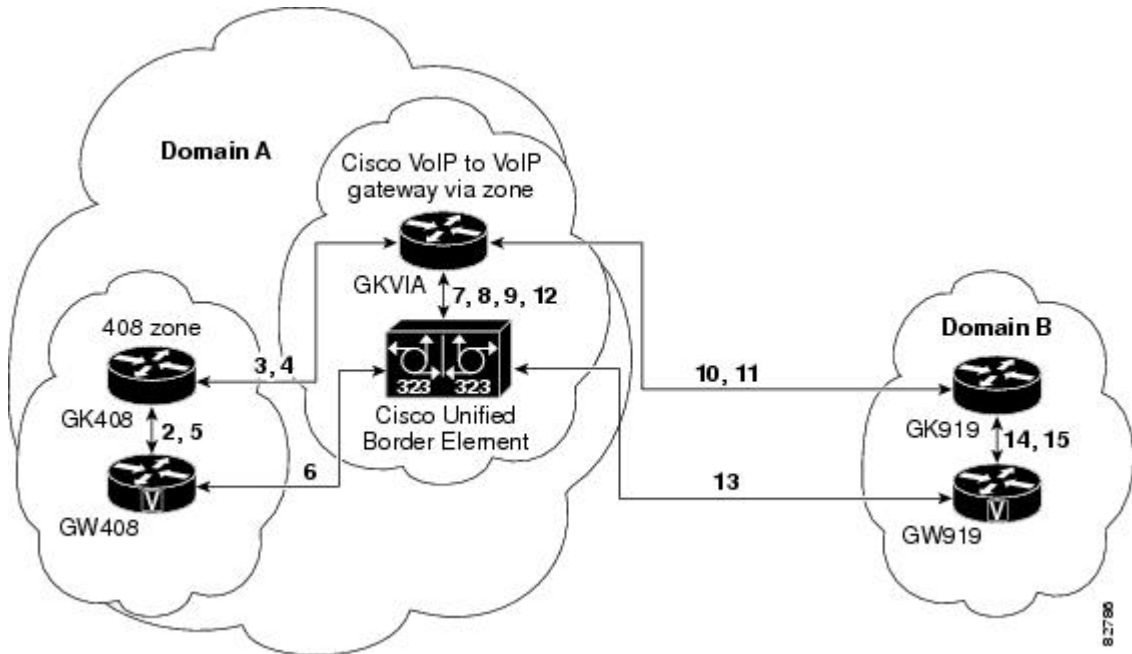 Domain A
Cisco VoIP to VoIP
gateway via zone
GKVIA
7, 8, 9, 12
408 zone
3, 4
323 323
Cisco Unified
Border Element
GK408
2, 5
6
V
GW408
Domain B
10, 11
GK919
14, 15
13
V
GW919
82786